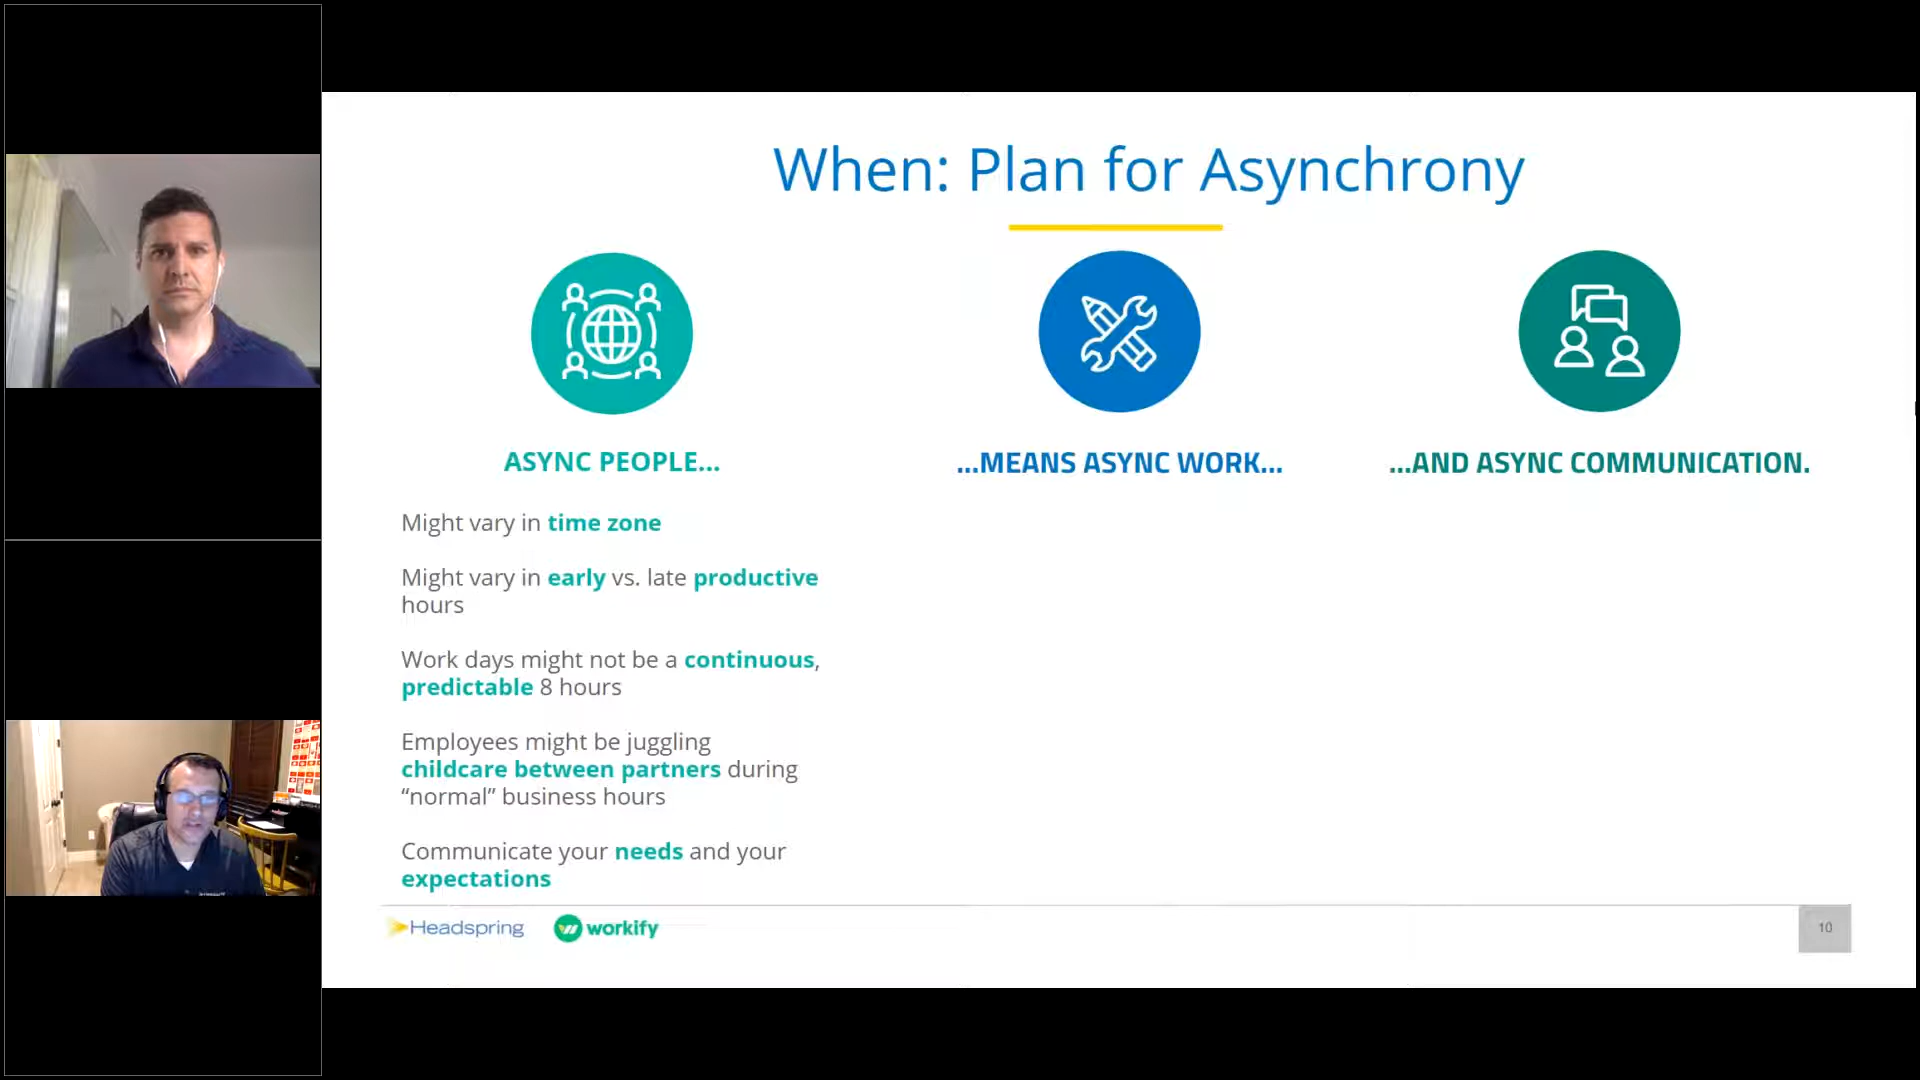 When: Plan for Asynchrony
ASYNC PEOPLE...
...MEANS ASYNC WORK...
...AND ASYNC COMMUNICATION.
Might vary in time zone
Might vary in early vs. late productive
hours
Work days might not be a continuous,
predictable 8 hours
Employees might be juggling
childcare between partners during
“normal” business hours
Communicate your needs and your
expectations
Headspring
workify
10